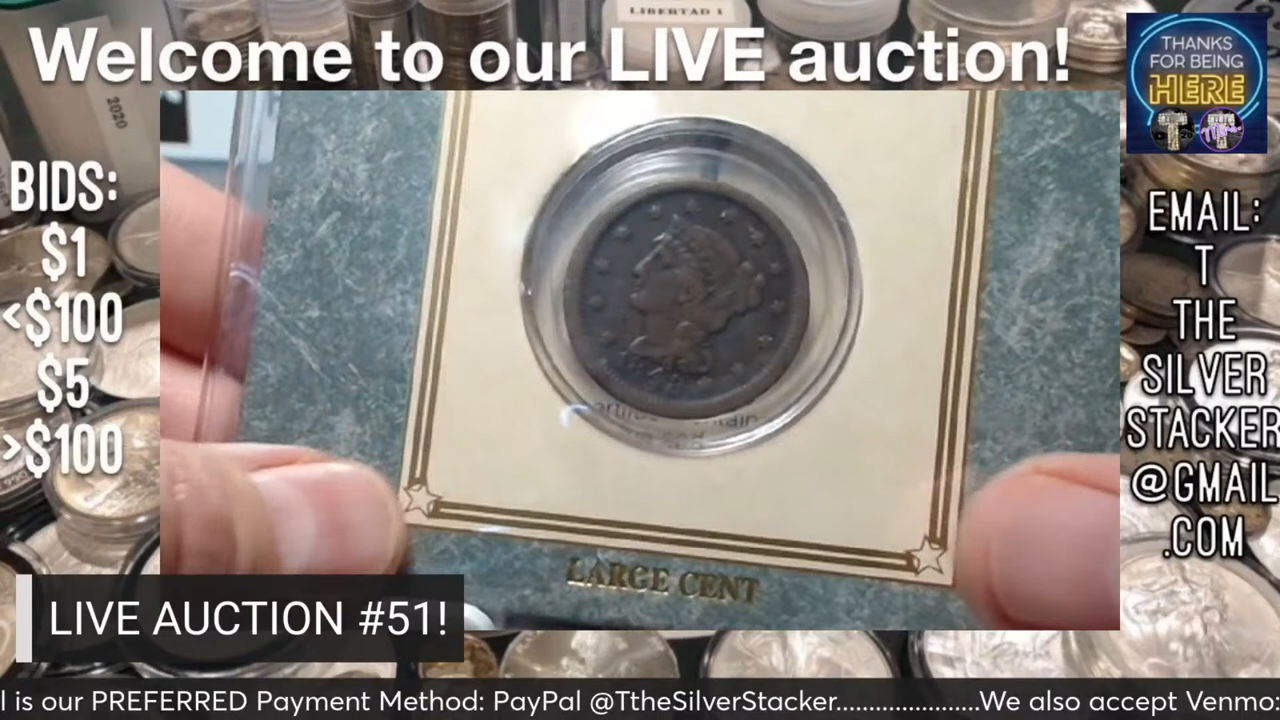 LIBERTAD 1
Welcome to our LIVE auction!
THANKS
FOR BEING
HERE
2020
BIDS:
$1
<$100
$5
>$100
EMAIL:
T
THE
SILVER
STACKER
@GMAIL
.COM
LARGE CENT
LIVE AUCTION #51!
l is our PREFERRED Payment Method: PayPal @TtheSilverStacker......................We also accept Venmo: